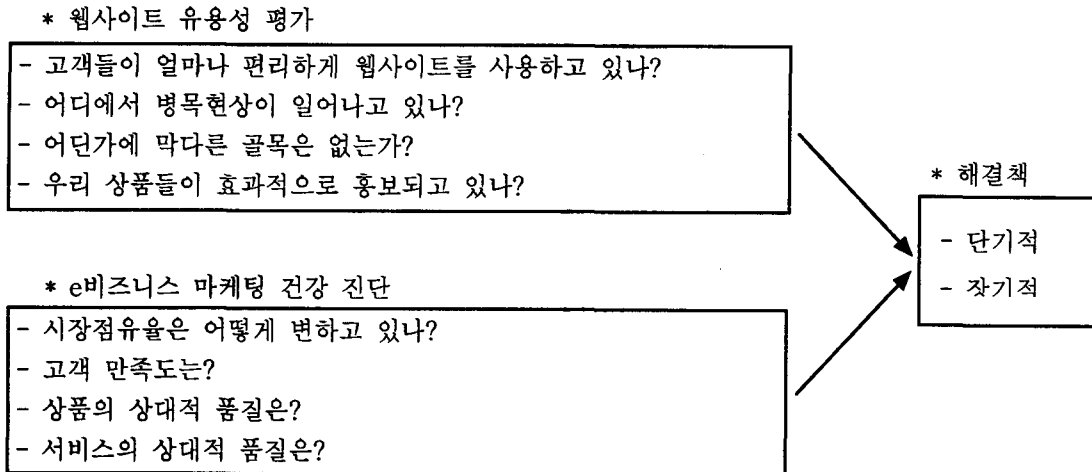 * 웹사이트 유용성 평가
- 고객들이 얼마나 편리하게 웹사이트를 사용하고 있나?
- 어디에서 병목현상이 일어나고 있나?
- 어딘가에 막다른 골목은 없는가?
- 우리 상품들이 효과적으로 홍보되고 있나?
* 해결책
- 단기적
- 잣기적
* e비즈니스 마케팅 건강 진단
- 시장점유율은 어떻게 변하고 있나?
- 고객 만족도는?
- 상품의 상대적 품질은?
- 서비스의 상대적 품질은?